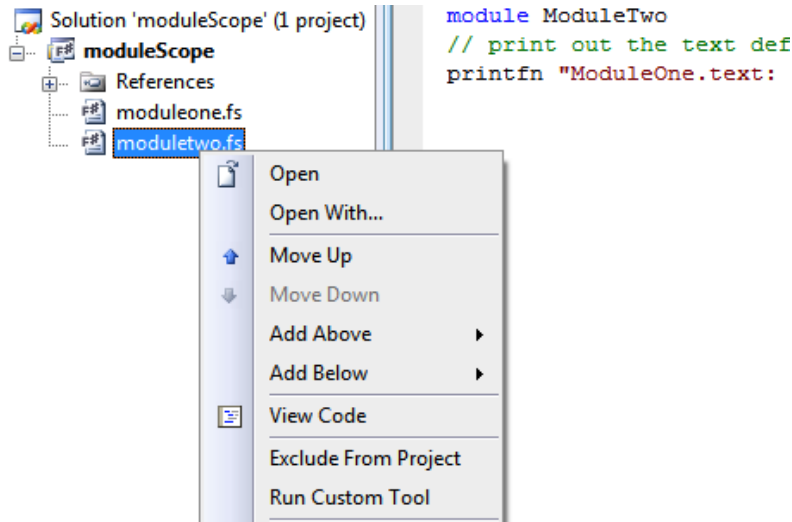 Solution 'moduleScope' (1 project)
moduleScope
References
moduleone.fs
moduletwo.fs
Open
Open With...
Move Up
Move Down
Add Above
Add Below
View Code
Exclude From Project
Run Custom Tool
module ModuleTwo
// print out the text def
printfn "ModuleOne.text: